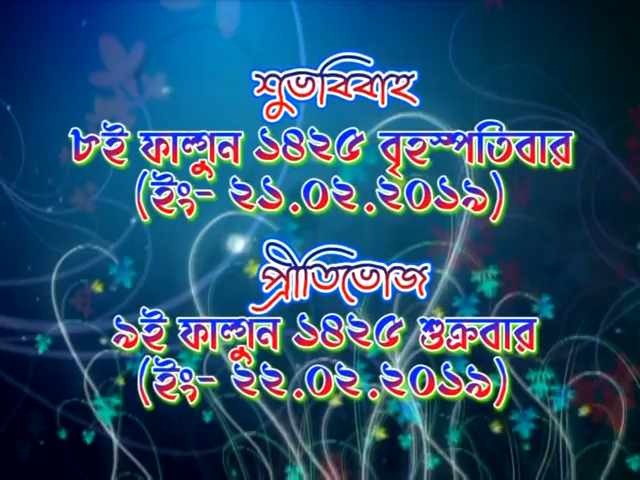 শুভবিবাহ
৮ই ফাল্গুন ১৪২৫ বৃহস্পতিবার
(ইং- ২১.০২.২০১৯)
প্রীতিভোজ
৯ই ফাল্গুন ১৪২৫ শুক্রবার
(ইং- ২২.০২.২০১৯)